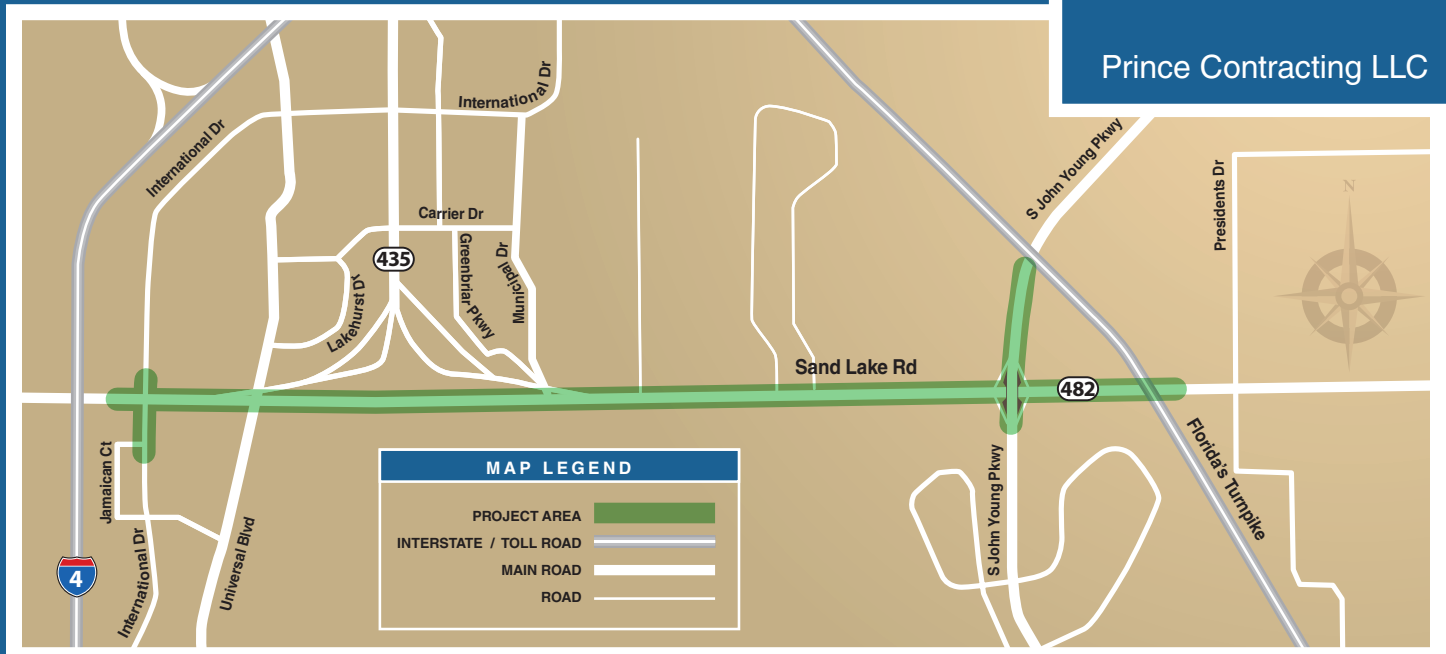 Prince Contracting LLC
International Dr
International Dr
S John Young Pkwy
Presidents Dr
N
Carrier Dr
435
Greenbriar Pkwy
Municipal Dr
Lakehurst Dr
Sand Lake Rd
482
Jamaican Ct
International Dr
Universal Blvd
4
S John Young Pkwy
Florida's Turnpike
MAP LEGEND
PROJECT AREA
INTERSTATE / TOLL ROAD
MAIN ROAD
ROAD